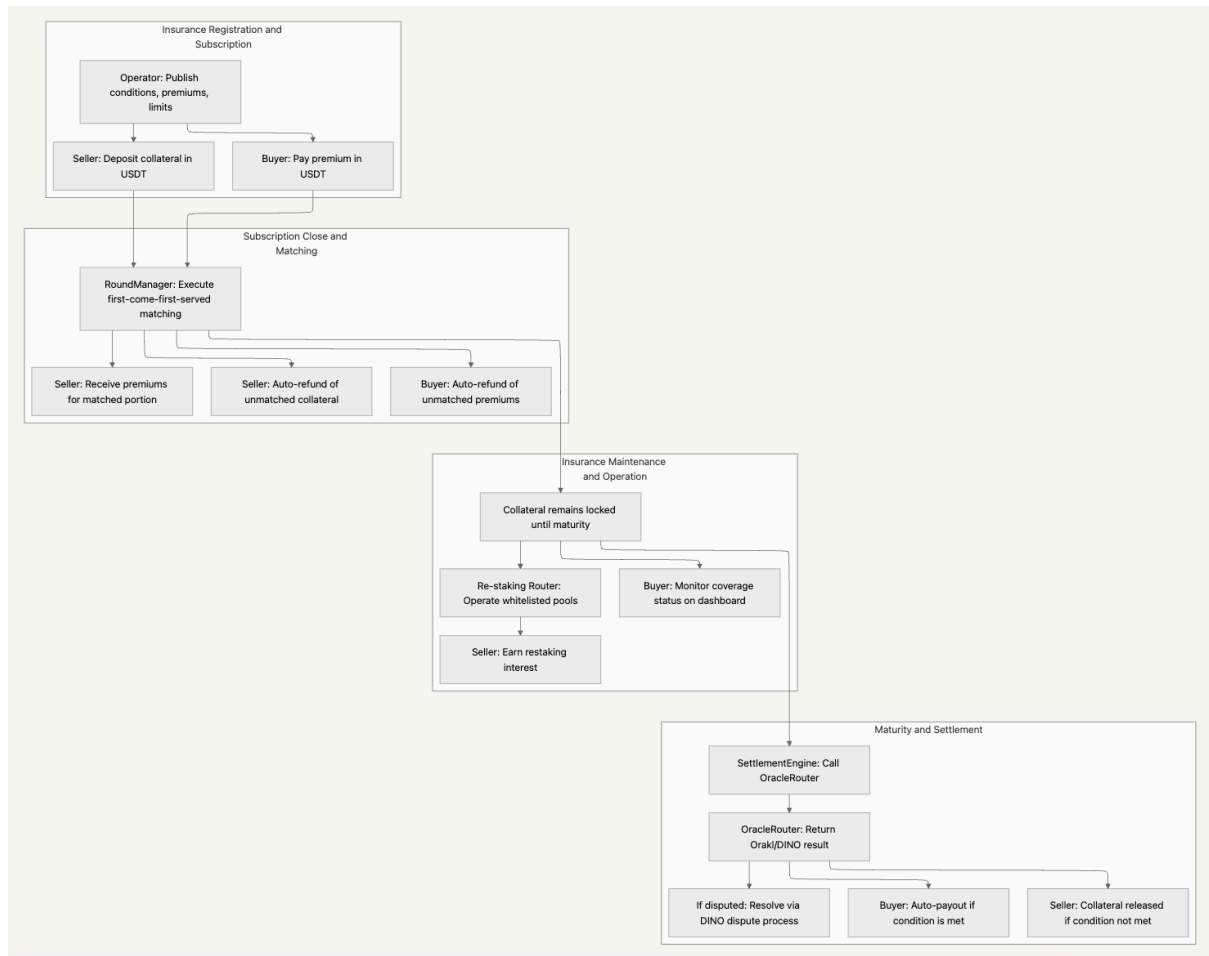 Insurance Registration and
Subscription
Operator: Publish
conditions, premiums,
limits
Seller: Deposit collateral in
USDT
Buyer: Pay premium in
USDT
Subscription Close and
Matching
RoundManager: Execute
first-come-first-served
matching
Seller: Receive premiums
for matched portion
Seller: Auto-refund of
unmatched collateral
Buyer: Auto-refund of
unmatched premiums
Insurance Maintenance
and Operation
Collateral remains locked
until maturity
Re-staking Router:
Operate whitelisted pools
Buyer: Monitor coverage
status on dashboard
Seller: Earn restaking
interest
Maturity and Settlement
SettlementEngine: Call
OracleRouter
OracleRouter: Return
Orakl/DINO result
If disputed: Resolve via
DINO dispute process
Buyer: Auto-payout if
condition is met
Seller: Collateral released
if condition not met